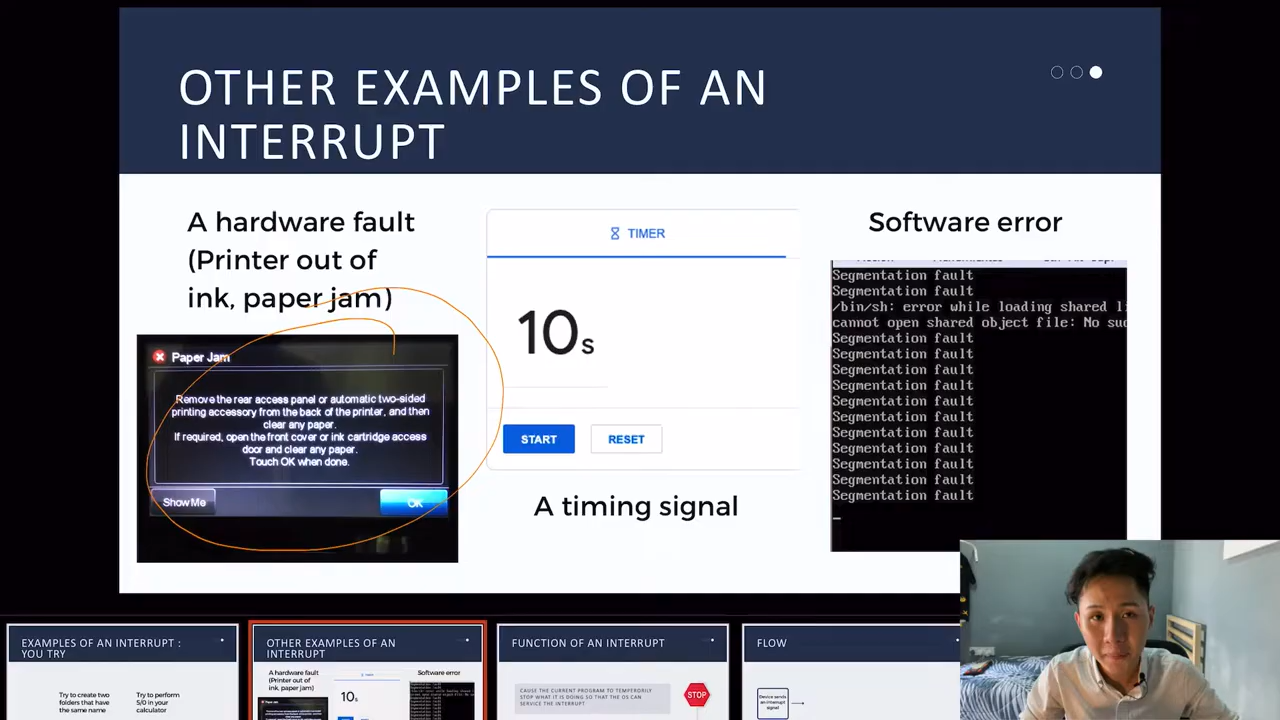 OTHER EXAMPLES OF AN
INTERRUPT
A hardware fault
(Printer out of
ink, paper jam)
Paper Jam
Remove the rear access panel or automatic two-sided
printing accessory from the back of the printer, and then
clear any paper.
If required, open the front cover or ink cartridge access
door and clear any paper.
Touch OK when done.
Show Me
OK
TIMER
10s
START
RESET
A timing signal
Software error
Segmentation fault
Segmentation fault
/bin/sh: error while loading shared li
cannot open shared object file: No suc
Segmentation fault
Segmentation fault
Segmentation fault
Segmentation fault
Segmentation fault
Segmentation fault
Segmentation fault
Segmentation fault
Segmentation fault
Segmentation fault
Segmentation fault
EXAMPLES OF AN INTERRUPT :
YOU TRY
Try to create two
folders that have
the same name
Try to perform
5/0 in your
calculator
OTHER EXAMPLES OF AN
INTERRUPT
A hardware fault
(Printer out of
ink, paper jam)
Software error
10s
FUNCTION OF AN INTERRUPT
CAUSE THE CURRENT PROGRAM TO TEMPORARILY
STOP WHAT IT IS DOING SO THAT THE OS CAN
SERVICE THE INTERRUPT
STOP
FLOW
Device sends
an interrupt
signal